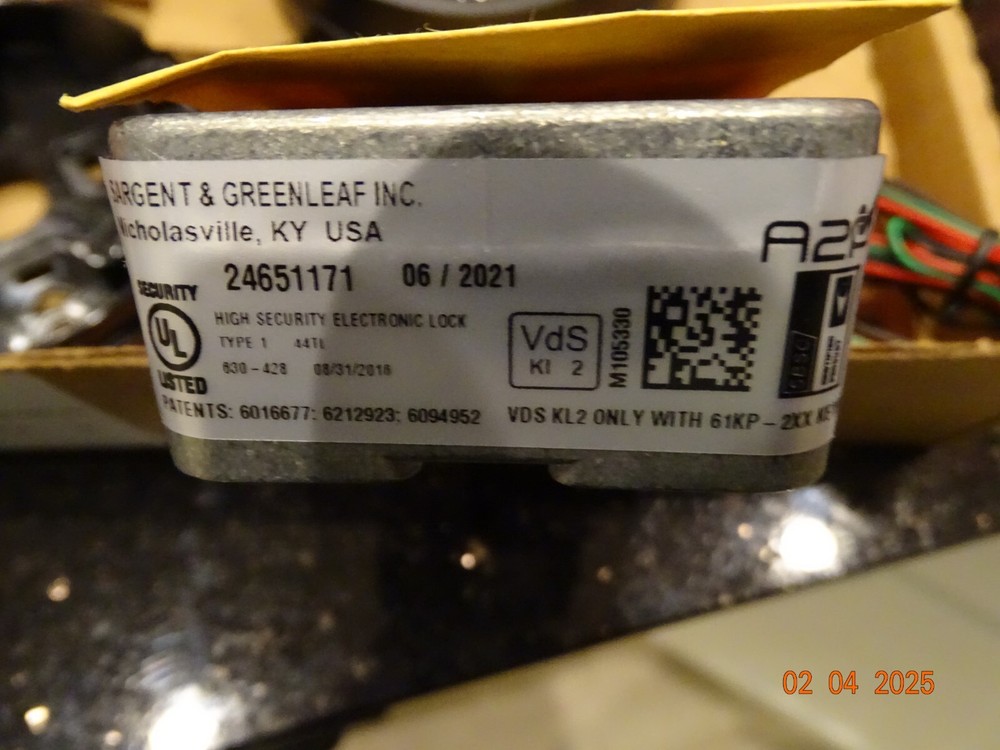 SARGENT & GREENLEAF INC.
Nicholasville, KY USA
24651171 06 / 2021
SECURITY
UL
LISTED
HIGH SECURITY ELECTRONIC LOCK
TYPE 1 44TL
630-428 08/31/2016
VdS
Kl 2
M105330
A2P
PATENTS: 6016677; 6212923; 6094952 VDS KL2 ONLY WITH 61KP - 2XX
02 04 2025